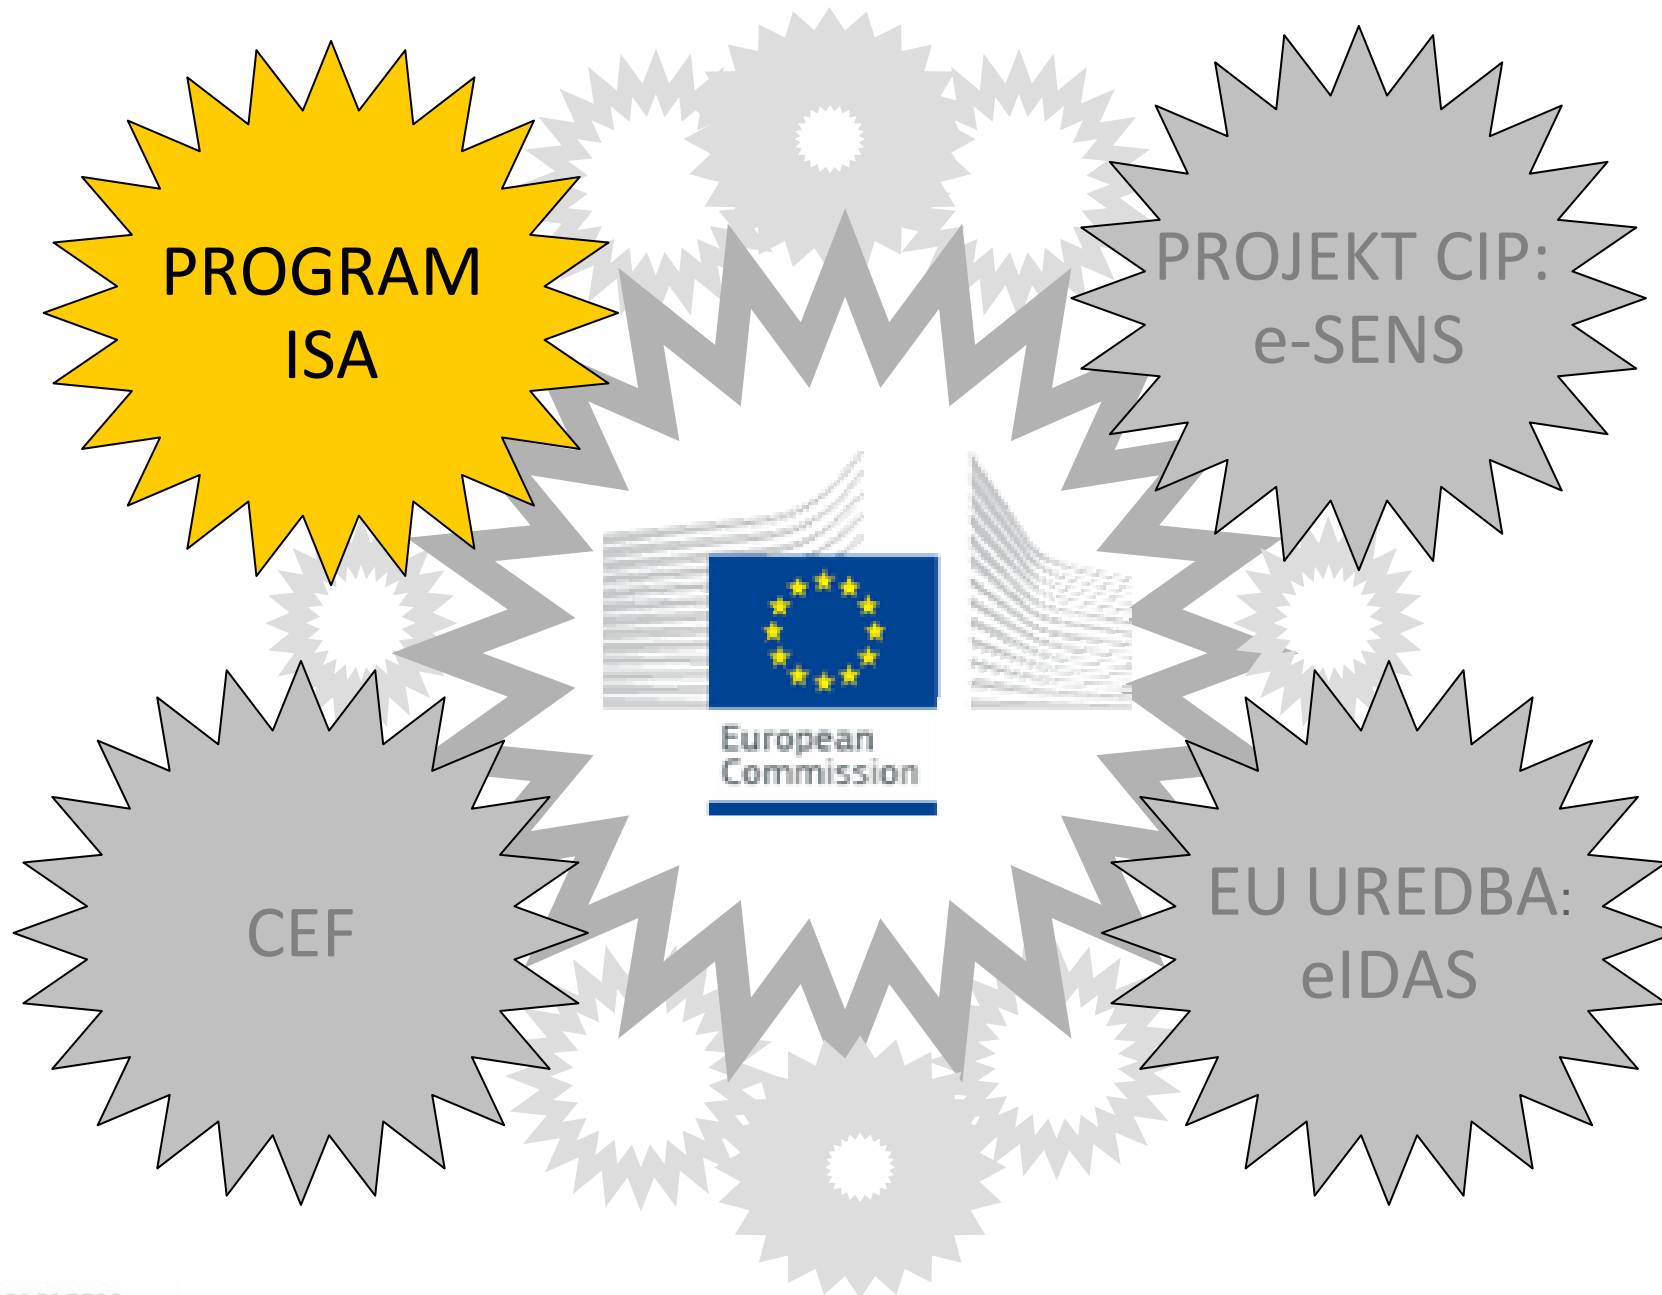 PROGRAM
ISA
PROJEKT CIP:
e-SENS
European
Commission
CEF
EU UREDBA:
eIDAS